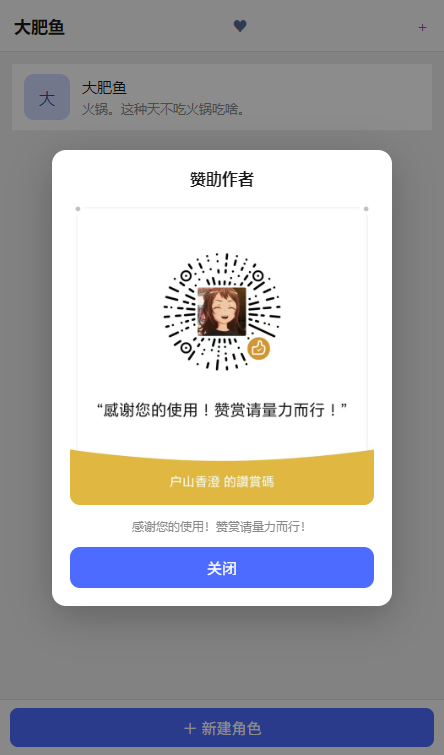 大肥鱼
♥
+
大
大肥鱼
火锅。这种天不吃火锅吃啥。
赞助作者
“感谢您的使用！赞赏请量力而行！”
户山香澄 的讚賞碼
感谢您的使用！赞赏请量力而行！
关闭
＋ 新建角色